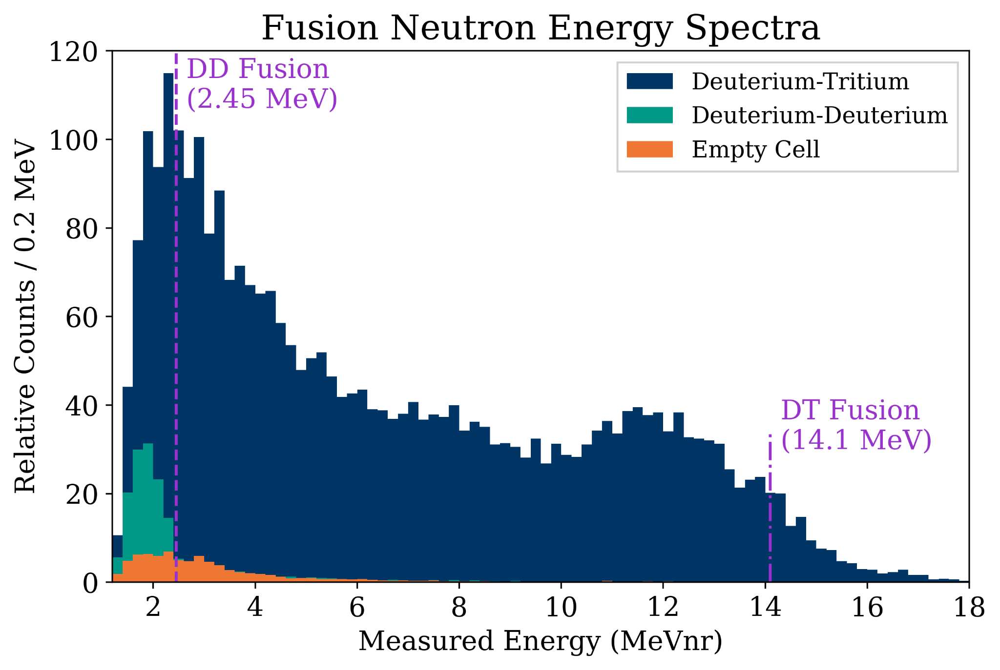 Fusion Neutron Energy Spectra
120
100
80
60
40
20
0
Relative Counts / 0.2 MeV
DD Fusion
(2.45 MeV)
Deuterium-Tritium
Deuterium-Deuterium
Empty Cell
DT Fusion
(14.1 MeV)
2 4 6 8 10 12 14 16 18
Measured Energy (MeVnr)